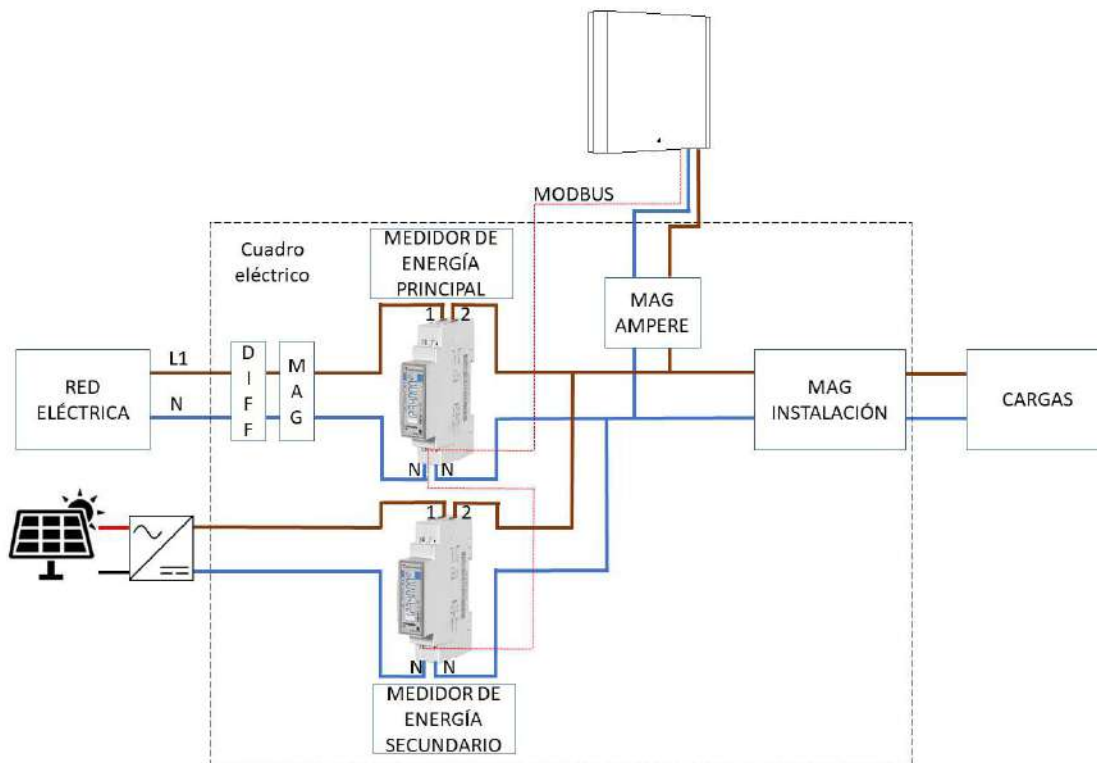 MODBUS
Cuadro
eléctrico
MEDIDOR DE
ENERGÍA
PRINCIPAL
1 2
MAG
AMPERE
RED
ELÉCTRICA
L1
N
D
I
F
F
M
A
G
N N
MAG
INSTALACIÓN
CARGAS
1 2
N N
MEDIDOR DE
ENERGÍA
SECUNDARIO